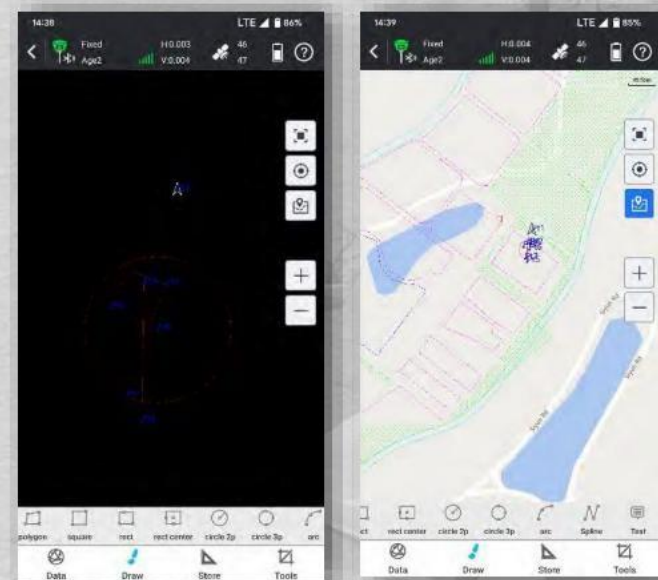 14:38 LTE 86%
Fixed H:0.003 46
Age2 V:0.004 47
polygon square rect rect center circle 2p circle 3p arc
Data Draw Store Tools
14:39 LTE 85%
Fixed H:0.004 46
Age2 V:0.004 47
rect center circle 2p circle 3p arc Spline Text
Data Draw Store Tools